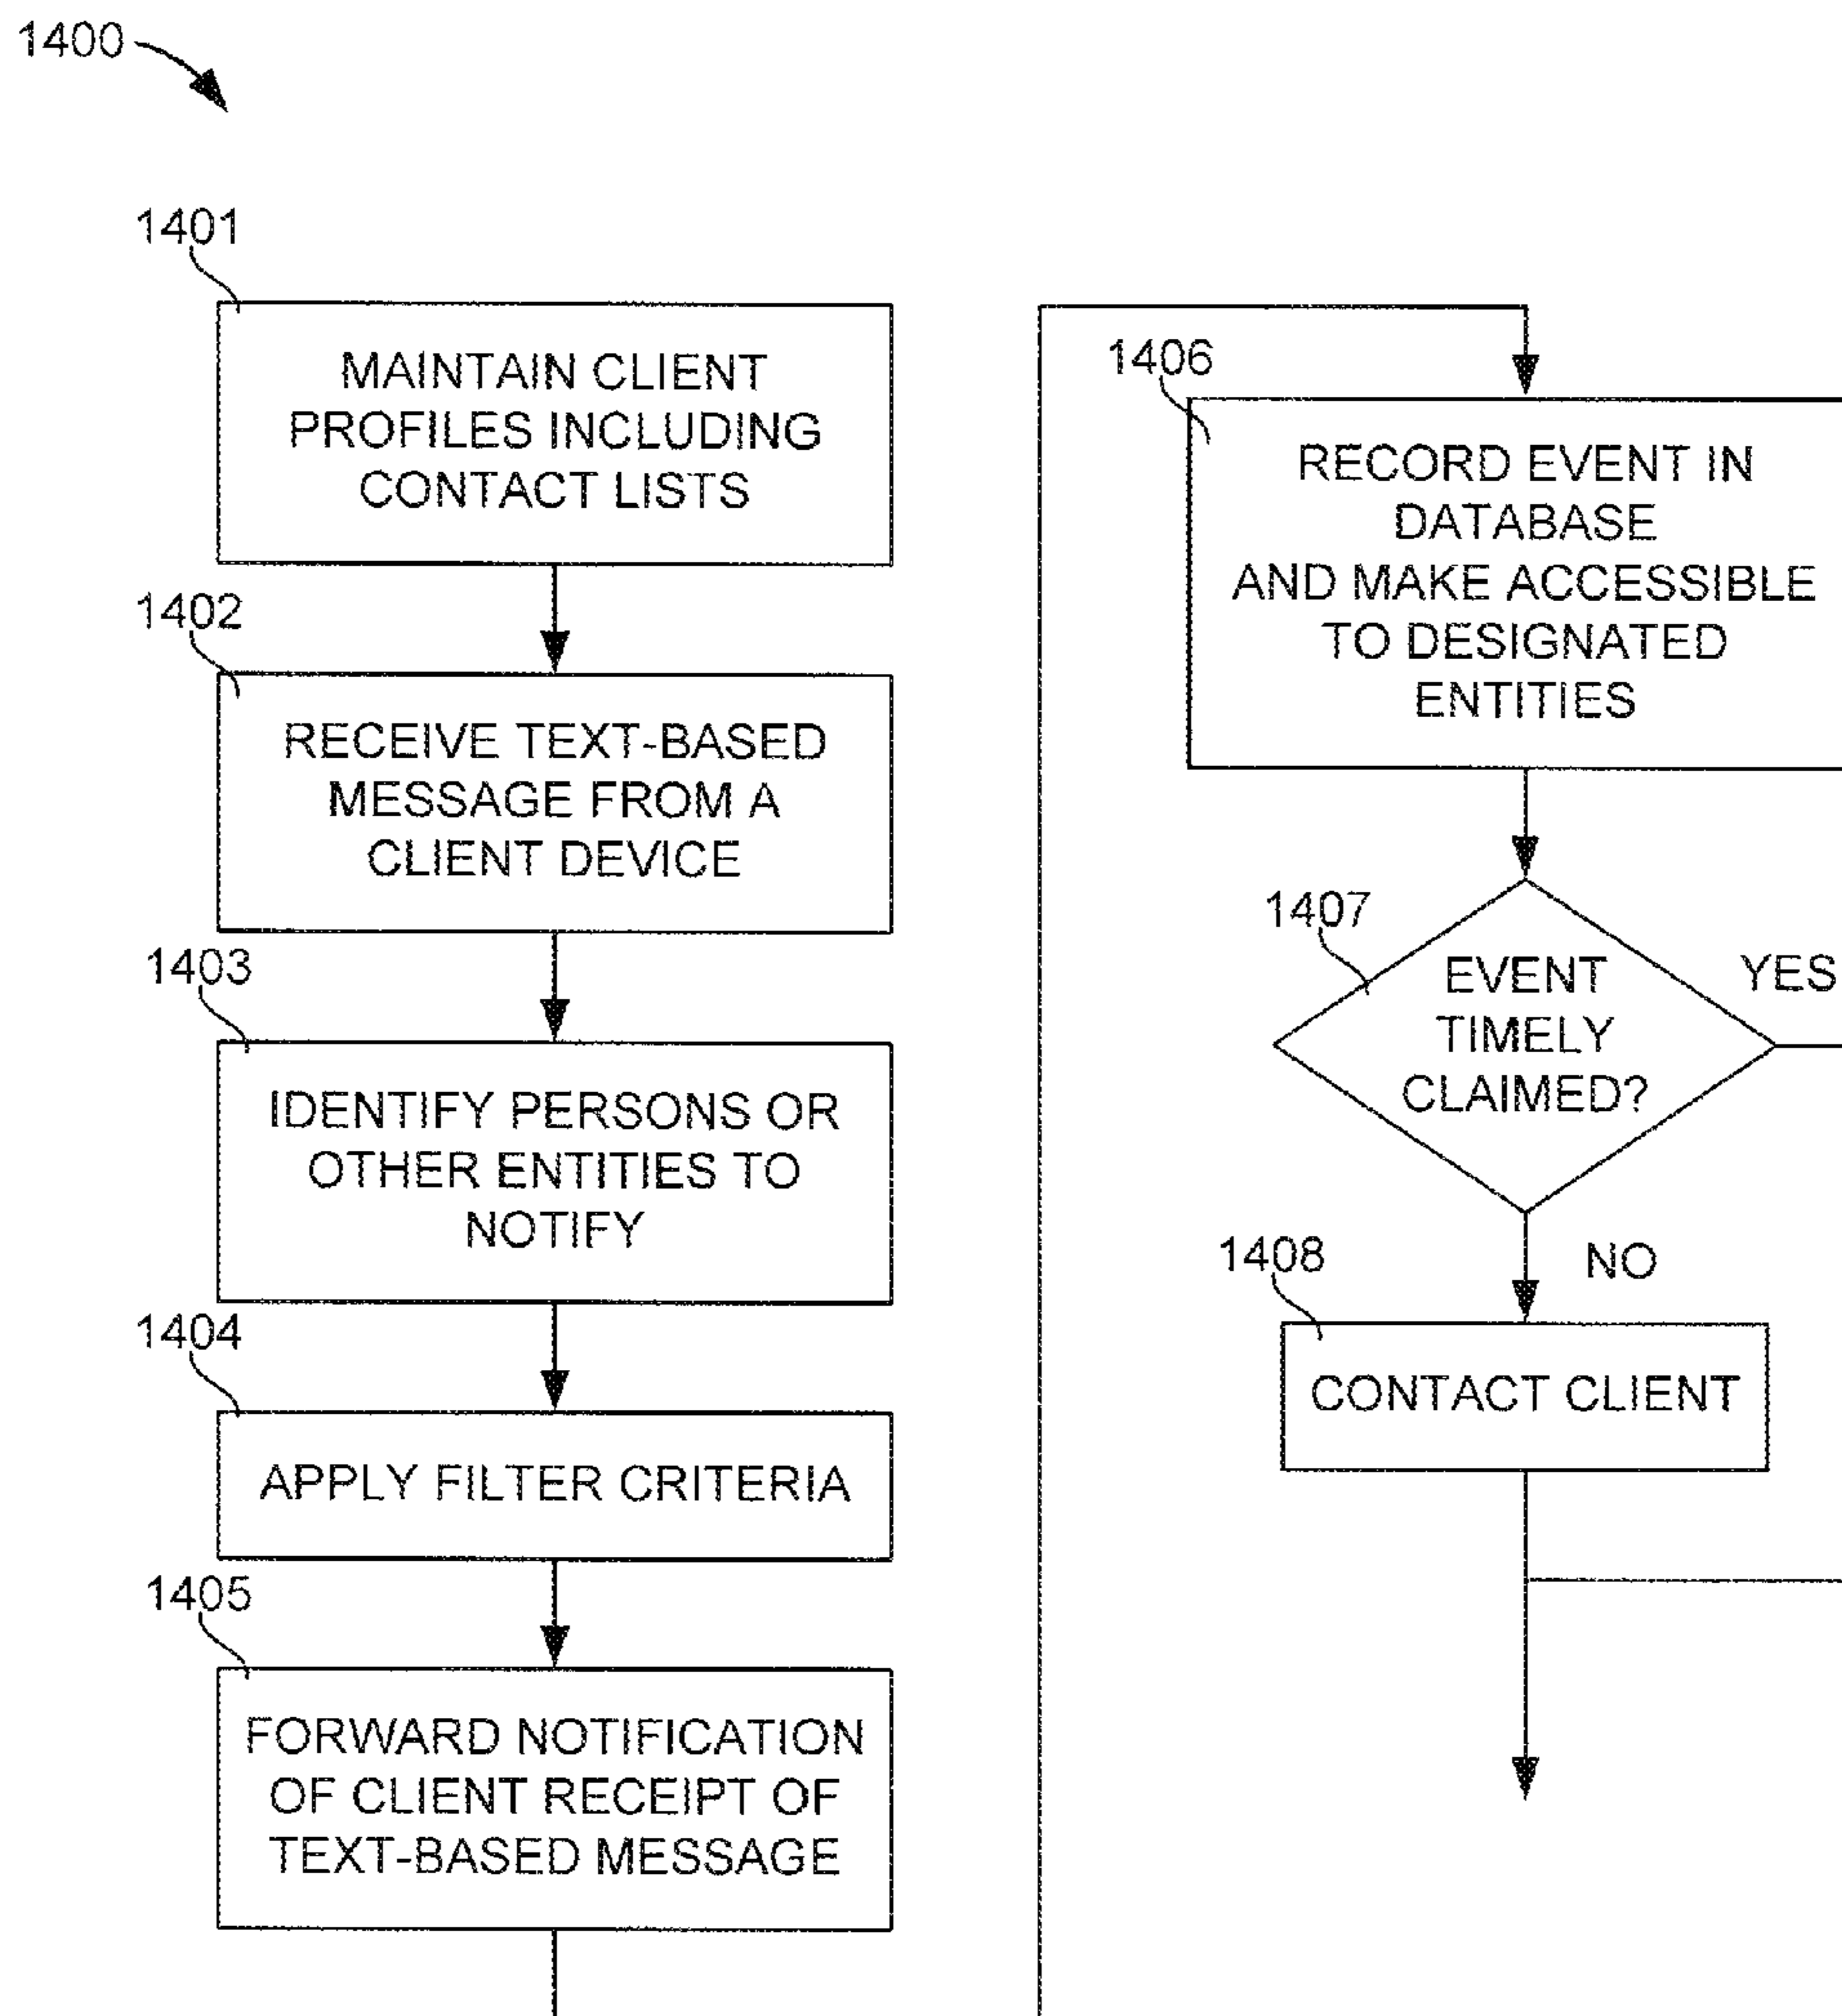 1400
1401
MAINTAIN CLIENT
PROFILES INCLUDING
CONTACT LISTS
1402
RECEIVE TEXT-BASED
MESSAGE FROM A
CLIENT DEVICE
1403
IDENTIFY PERSONS OR
OTHER ENTITIES TO
NOTIFY
1404
APPLY FILTER CRITERIA
1405
FORWARD NOTIFICATION
OF CLIENT RECEIPT OF
TEXT-BASED MESSAGE
1406
RECORD EVENT IN
DATABASE
AND MAKE ACCESSIBLE
TO DESIGNATED
ENTITIES
1407
EVENT
TIMELY
CLAIMED?
YES
NO
1408
CONTACT CLIENT